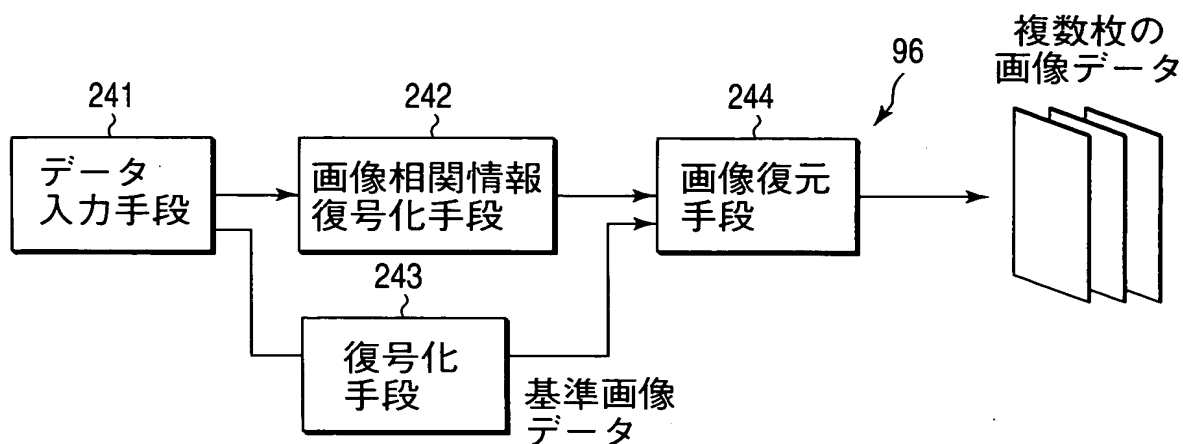 複数枚の
画像データ
96
241
データ
入力手段
242
画像相関情報
復号化手段
244
画像復元
手段
243
復号化
手段
基準画像
データ